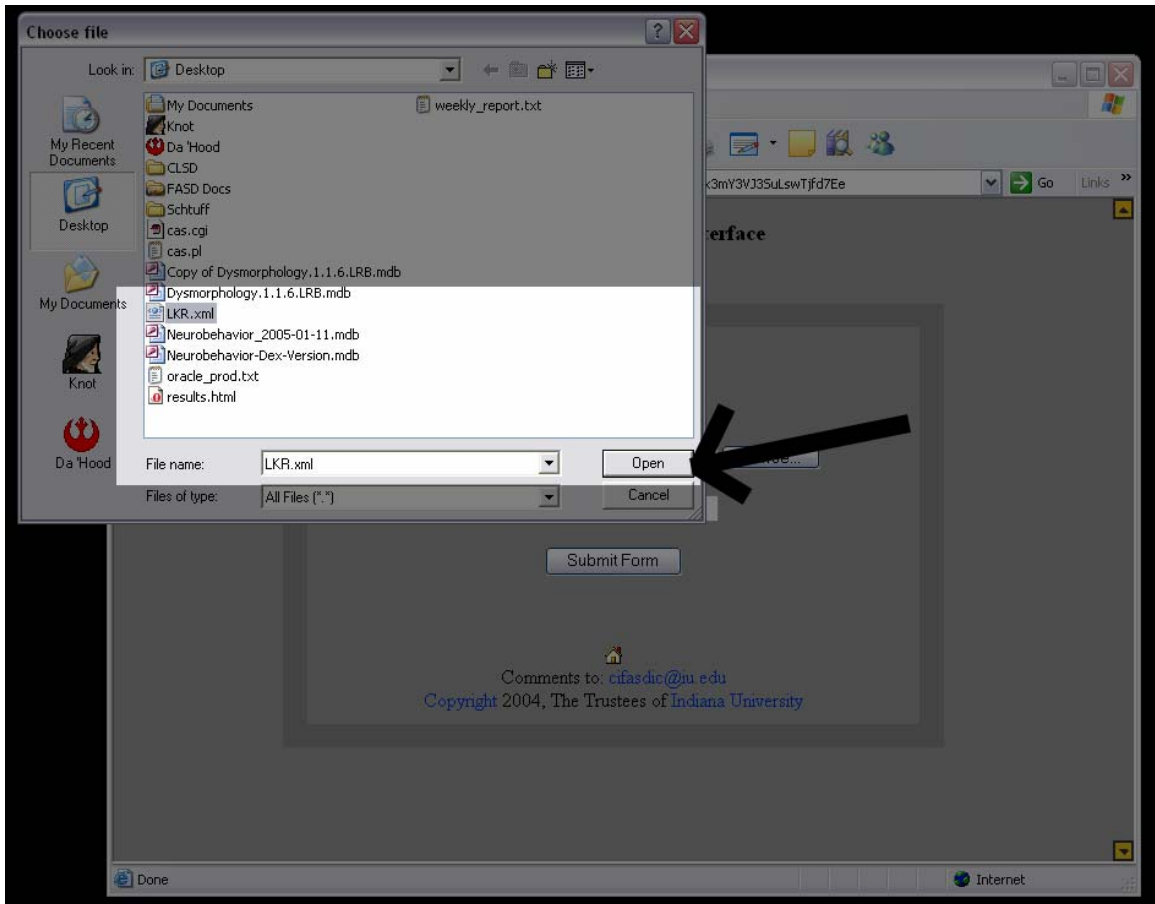 Choose file
Look in: Desktop
My Recent Documents
Desktop
My Documents
Knot
Da 'Hood
My Documents
Knot
Da 'Hood
CLSD
FASD Docs
Schtuff
cas.cgi
cas.pl
Copy of Dysmorphology.1.1.6.LRB.mdb
Dysmorphology.1.1.6.LRB.mdb
LKR.xml
Neurobehavior_2005-01-11.mdb
Neurobehavior-Dex-Version.mdb
oracle_prod.txt
results.html
weekly_report.txt
File name: LKR.xml Open
Files of type: All Files (*.*) Cancel
Go Links »
Submit Form
Comments to: cifasdic@iu.edu
Copyright 2004, The Trustees of Indiana University
Done Internet